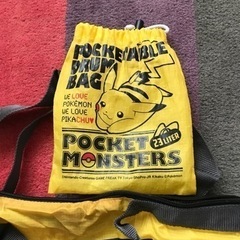 POCKETABLE
DRUM
BAG
WE LOVE
POKÉMON
WE LOVE
PIKACHU♥
POCKET
23 LITER
MONSTERS